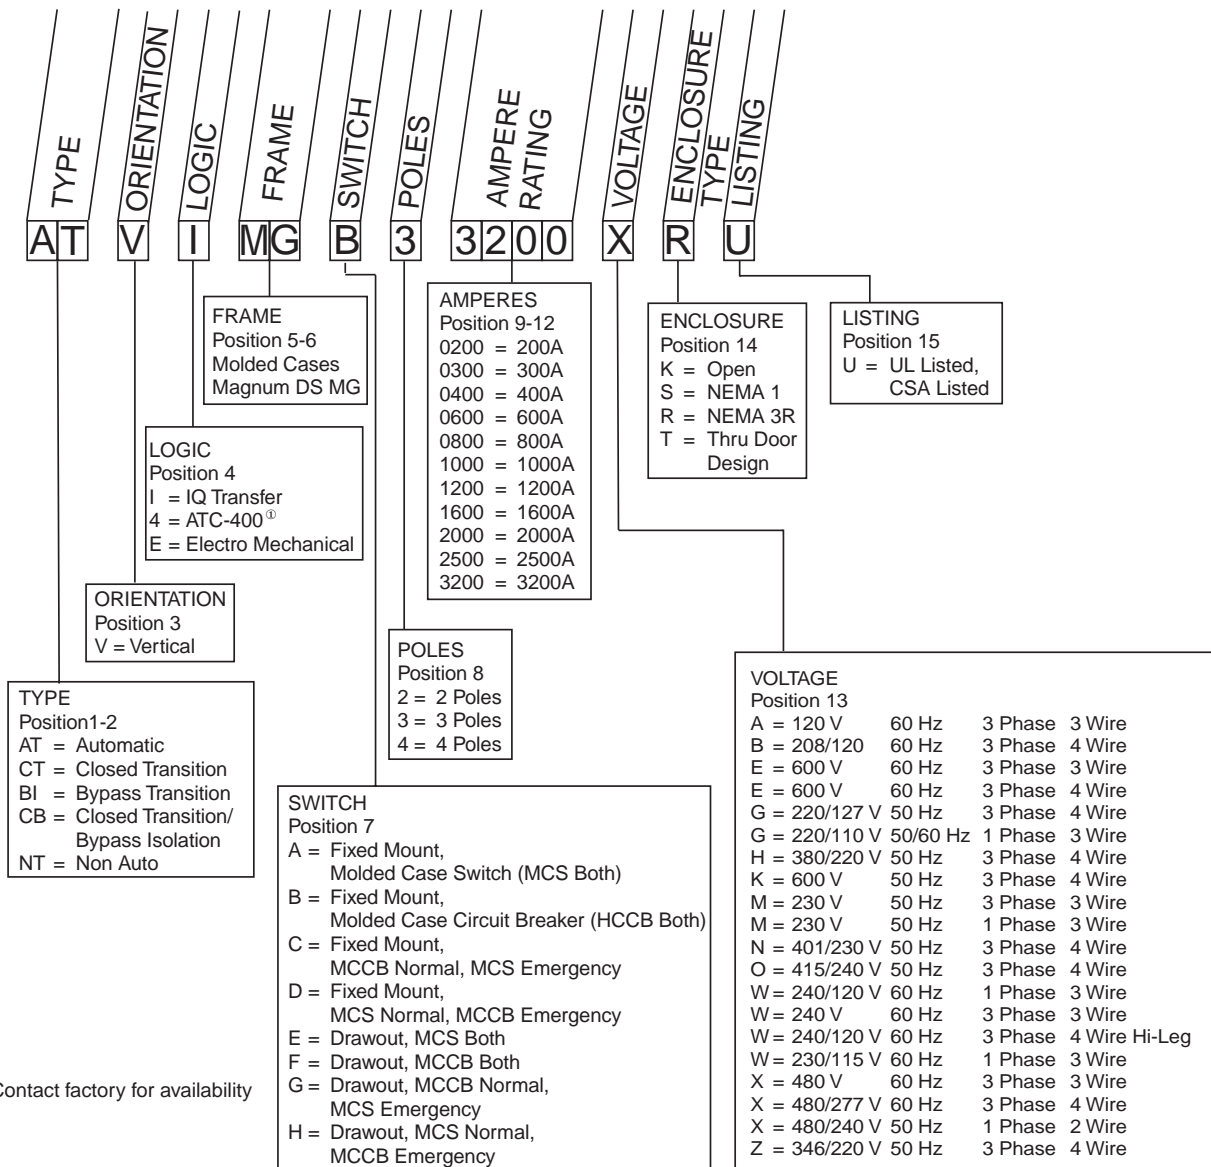 TYPE
ORIENTATION
LOGIC
FRAME
SWITCH
POLES
AMPERE
RATING
VOLTAGE
ENCLOSURE
TYPE
LISTING
AT V I MG B 3 3200 X R U
FRAME
Position 5-6
Molded Cases
Magnum DS MG
AMPERES
Position 9-12
0200 = 200A
0300 = 300A
0400 = 400A
0600 = 600A
0800 = 800A
1000 = 1000A
1200 = 1200A
1600 = 1600A
2000 = 2000A
2500 = 2500A
3200 = 3200A
ENCLOSURE
Position 14
K = Open
S = NEMA 1
R = NEMA 3R
T = Thru Door
Design
LISTING
Position 15
U = UL Listed,
CSA Listed
LOGIC
Position 4
I = IQ Transfer
4 = ATC-400①
E = Electro Mechanical
ORIENTATION
Position 3
V = Vertical
POLES
Position 8
2 = 2 Poles
3 = 3 Poles
4 = 4 Poles
TYPE
Position1-2
AT = Automatic
CT = Closed Transition
BI = Bypass Transition
CB = Closed Transition/
Bypass Isolation
NT = Non Auto
SWITCH
Position 7
A = Fixed Mount,
Molded Case Switch (MCS Both)
B = Fixed Mount,
Molded Case Circuit Breaker (HCCB Both)
C = Fixed Mount,
MCCB Normal, MCS Emergency
D = Fixed Mount,
MCS Normal, MCCB Emergency
E = Drawout, MCS Both
F = Drawout, MCCB Both
G = Drawout, MCCB Normal,
MCS Emergency
H = Drawout, MCS Normal,
MCCB Emergency
VOLTAGE
Position 13
A = 120 V 60 Hz 3 Phase 3 Wire
B = 208/120 60 Hz 3 Phase 4 Wire
E = 600 V 60 Hz 3 Phase 3 Wire
E = 600 V 60 Hz 3 Phase 4 Wire
G = 220/127 V 50 Hz 3 Phase 4 Wire
G = 220/110 V 50/60 Hz 1 Phase 3 Wire
H = 380/220 V 50 Hz 3 Phase 4 Wire
K = 600 V 50 Hz 3 Phase 4 Wire
M = 230 V 50 Hz 3 Phase 3 Wire
M = 230 V 50 Hz 1 Phase 3 Wire
N = 401/230 V 50 Hz 3 Phase 4 Wire
O = 415/240 V 50 Hz 3 Phase 4 Wire
W = 240/120 V 60 Hz 1 Phase 3 Wire
W = 240 V 60 Hz 3 Phase 3 Wire
W = 240/120 V 60 Hz 3 Phase 4 Wire Hi-Leg
W = 230/115 V 60 Hz 1 Phase 3 Wire
X = 480 V 60 Hz 3 Phase 3 Wire
X = 480/277 V 60 Hz 3 Phase 4 Wire
X = 480/240 V 50 Hz 1 Phase 2 Wire
Z = 346/220 V 50 Hz 3 Phase 4 Wire
Contact factory for availability